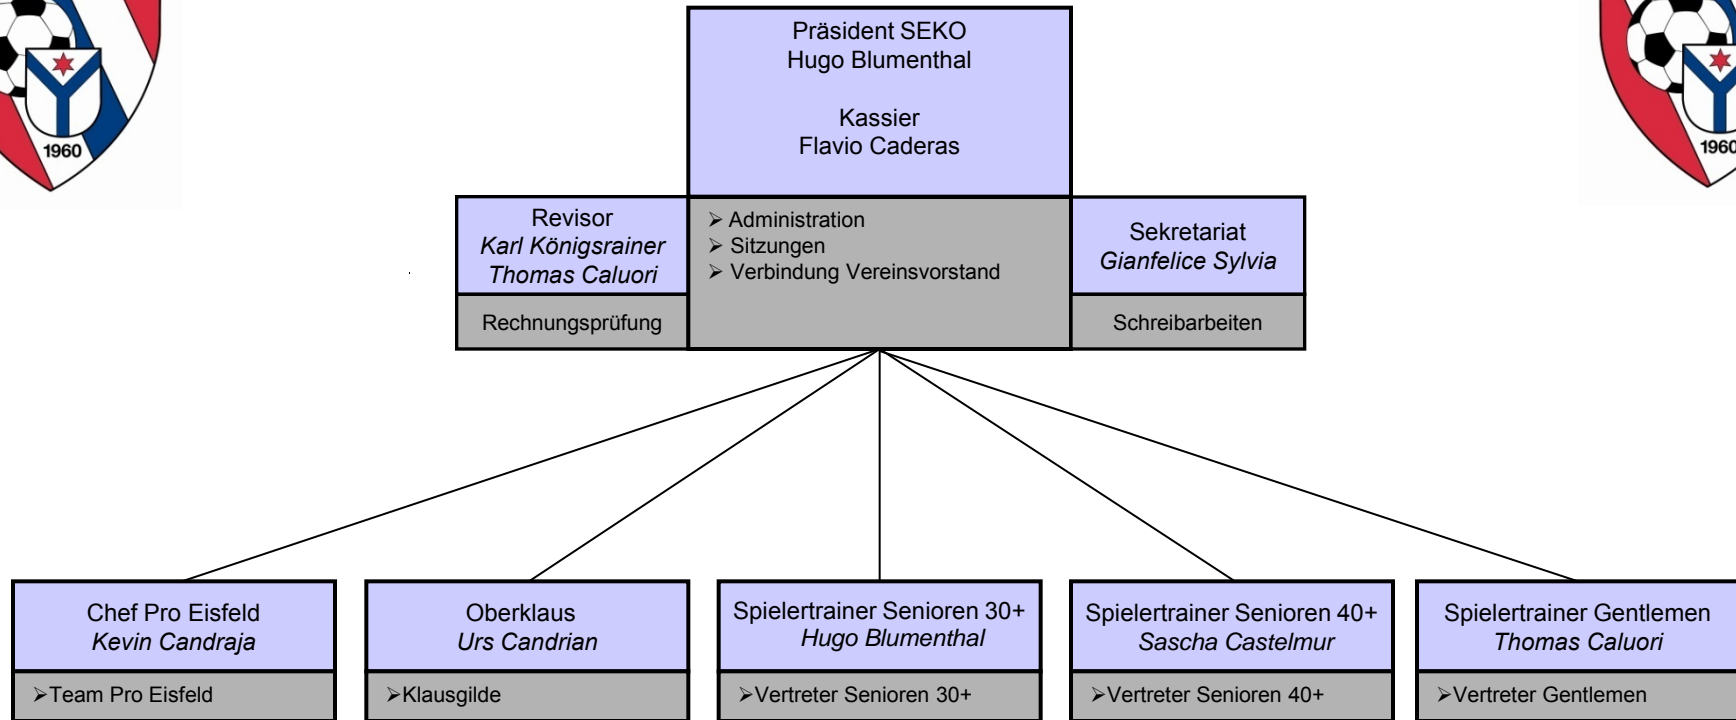 1960
1960
Präsident SEKO
Hugo Blumenthal
Kassier
Flavio Caderas
Revisor
Karl Königsrainer
Thomas Caluori
Rechnungsprüfung
➢ Administration
➢ Sitzungen
➢ Verbindung Vereinsvorstand
Sekretariat
Gianfelice Sylvia
Schreibarbeiten
Chef Pro Eisfeld
Kevin Candraja
➢Team Pro Eisfeld
Oberklaus
Urs Candrian
➢Klausgilde
Spielertrainer Senioren 30+
Hugo Blumenthal
➢Vertreter Senioren 30+
Spielertrainer Senioren 40+
Sascha Castelmur
➢Vertreter Senioren 40+
Spielertrainer Gentlemen
Thomas Caluori
➢Vertreter Gentlemen